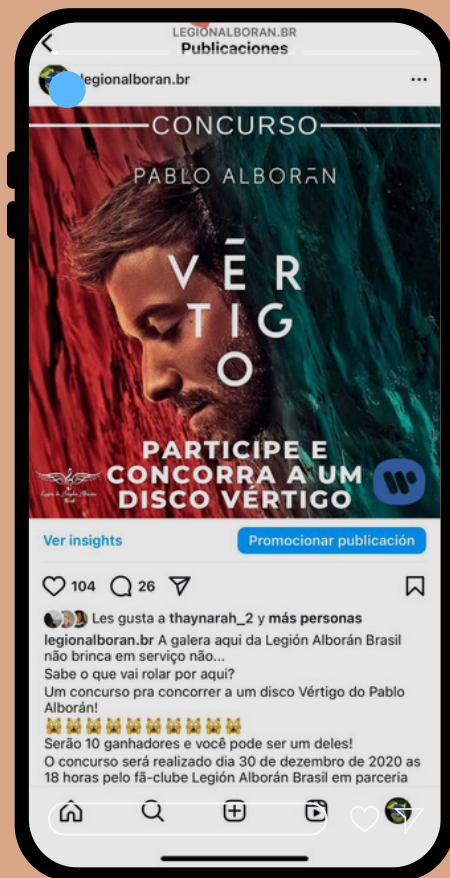 LEGIONALBORAN.BR
Publicaciones
legionalboran.br
CONCURSO
PABLO ALBORĀN
VĒR
TIG
O
PARTICIPE E
CONCORRA A UM
DISCO VÉRTIGO
Ver insights
Promocionar publicación
104 26
Les gusta a thaynarah_2 y más personas
legionalboran.br A galera aqui da Legión Alborán Brasil
não brinca em serviço não...
Sabe o que vai rolar por aqui?
Um concurso pra concorrer a um disco Vértigo do Pablo
Alborán!
Serão 10 ganhadores e você pode ser um deles!
O concurso será realizado dia 30 de dezembro de 2020 as
18 horas pelo fã-clube Legión Alborán Brasil em parceria